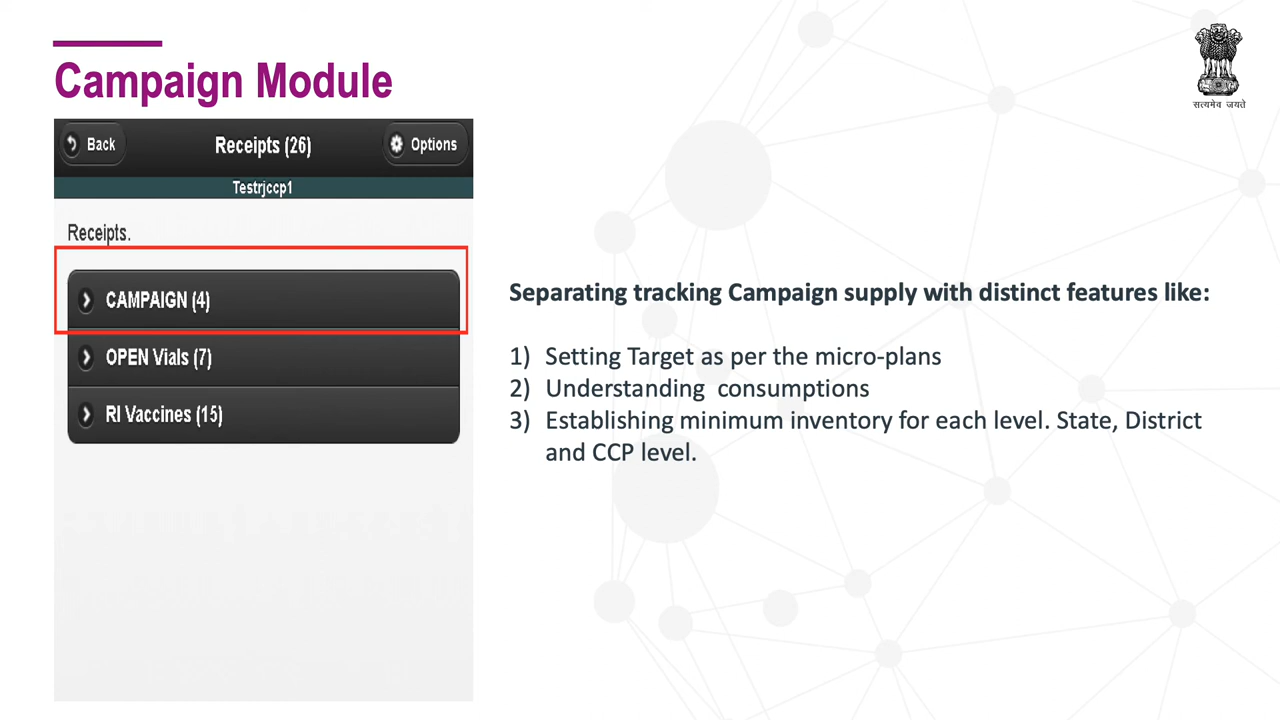 Campaign Module
सत्यमेव जयते
Back
Receipts (26)
Options
Testrjccp1
Receipts.
CAMPAIGN (4)
OPEN Vials (7)
RI Vaccines (15)
Separating tracking Campaign supply with distinct features like:
1) Setting Target as per the micro-plans
2) Understanding consumptions
3) Establishing minimum inventory for each level. State, District
and CCP level.